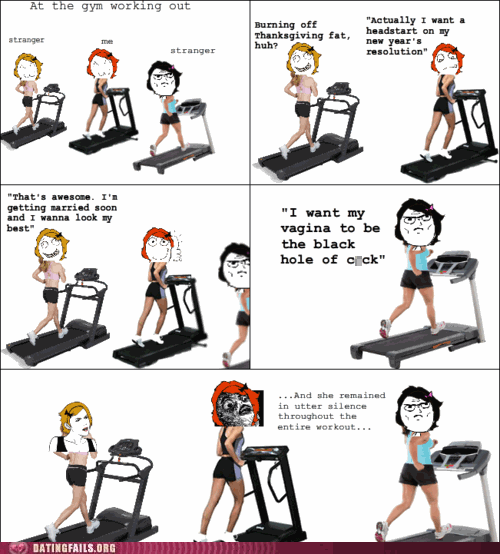 At the gym working out
stranger
me
stranger
Burning off
Thanksgiving fat,
huh?
"Actually I want a
headstart on my
new year's
resolution"
"That's awesome. I'm
getting married soon
and I wanna look my
best"
"I want my
vagina to be
the black
hole of c▒ck"
...And she remained
in utter silence
throughout the
entire workout...
DATINGFAILS.ORG